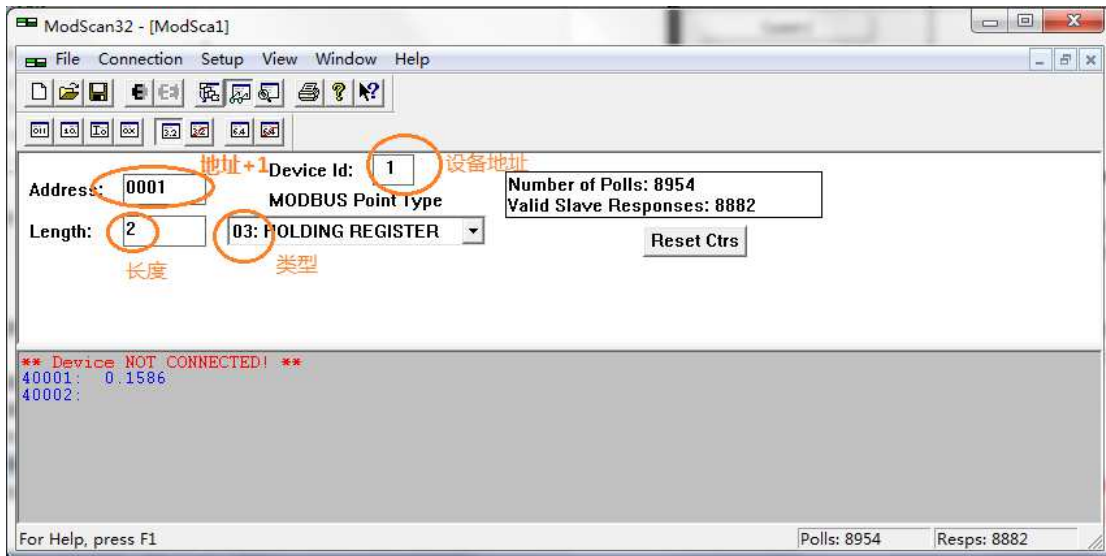 ModScan32 - [ModSca1]
File Connection Setup View Window Help
地址+1 Device Id: 1 设备地址
Address: 0001
MODBUS Point Type
Number of Polls: 8954
Valid Slave Responses: 8882
Length: 2 03: HOLDING REGISTER
Reset Ctrs
长度 类型
** Device NOT CONNECTED! **
40001: 0.1586
40002:
For Help, press F1 Polls: 8954 Resps: 8882